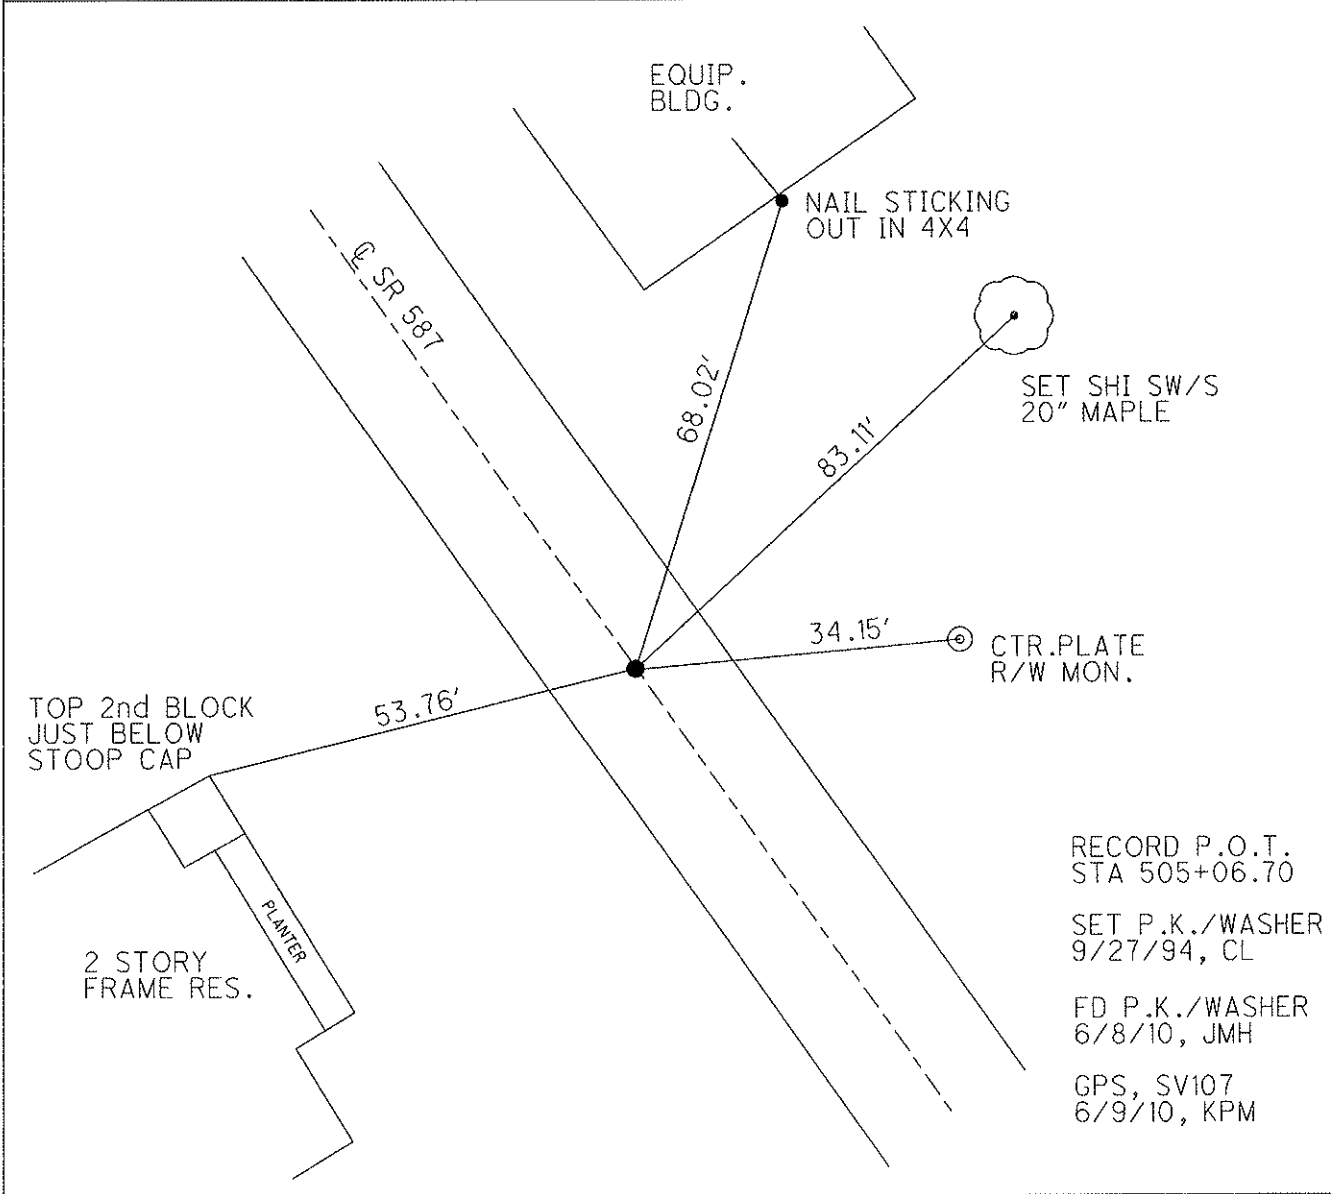 EQUIP.
BLDG.
NAIL STICKING
OUT IN 4X4
℄ SR 587
68.02'
SET SHI SW/S
20" MAPLE
83.11'
34.15'
CTR.PLATE
R/W MON.
53.76'
TOP 2nd BLOCK
JUST BELOW
STOOP CAP
PLANTER
2 STORY
FRAME RES.
RECORD P.O.T.
STA 505+06.70
SET P.K./WASHER
9/27/94, CL
FD P.K./WASHER
6/8/10, JMH
GPS, SV107
6/9/10, KPM